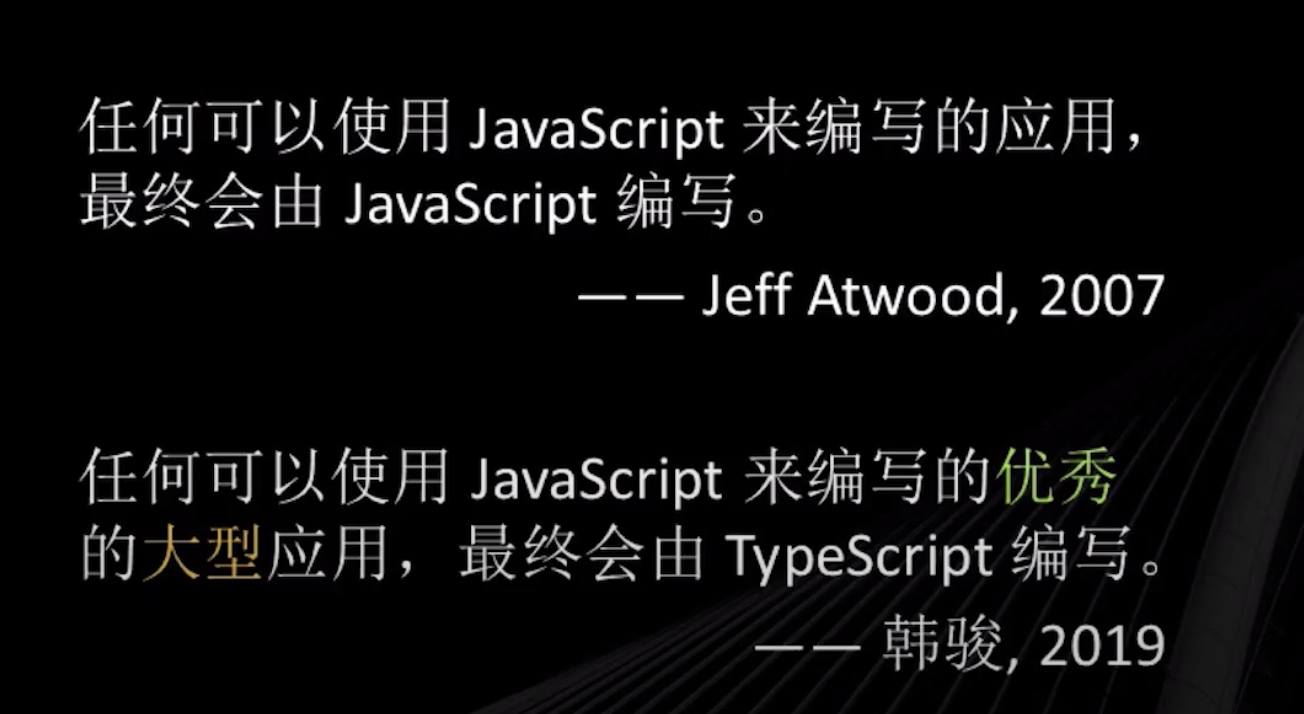 任何可以使用 JavaScript 来编写的应用，
最终会由 JavaScript 编写。
—— Jeff Atwood, 2007
任何可以使用 JavaScript 来编写的优秀
的大型应用，最终会由 TypeScript 编写。
—— 韩骏, 2019